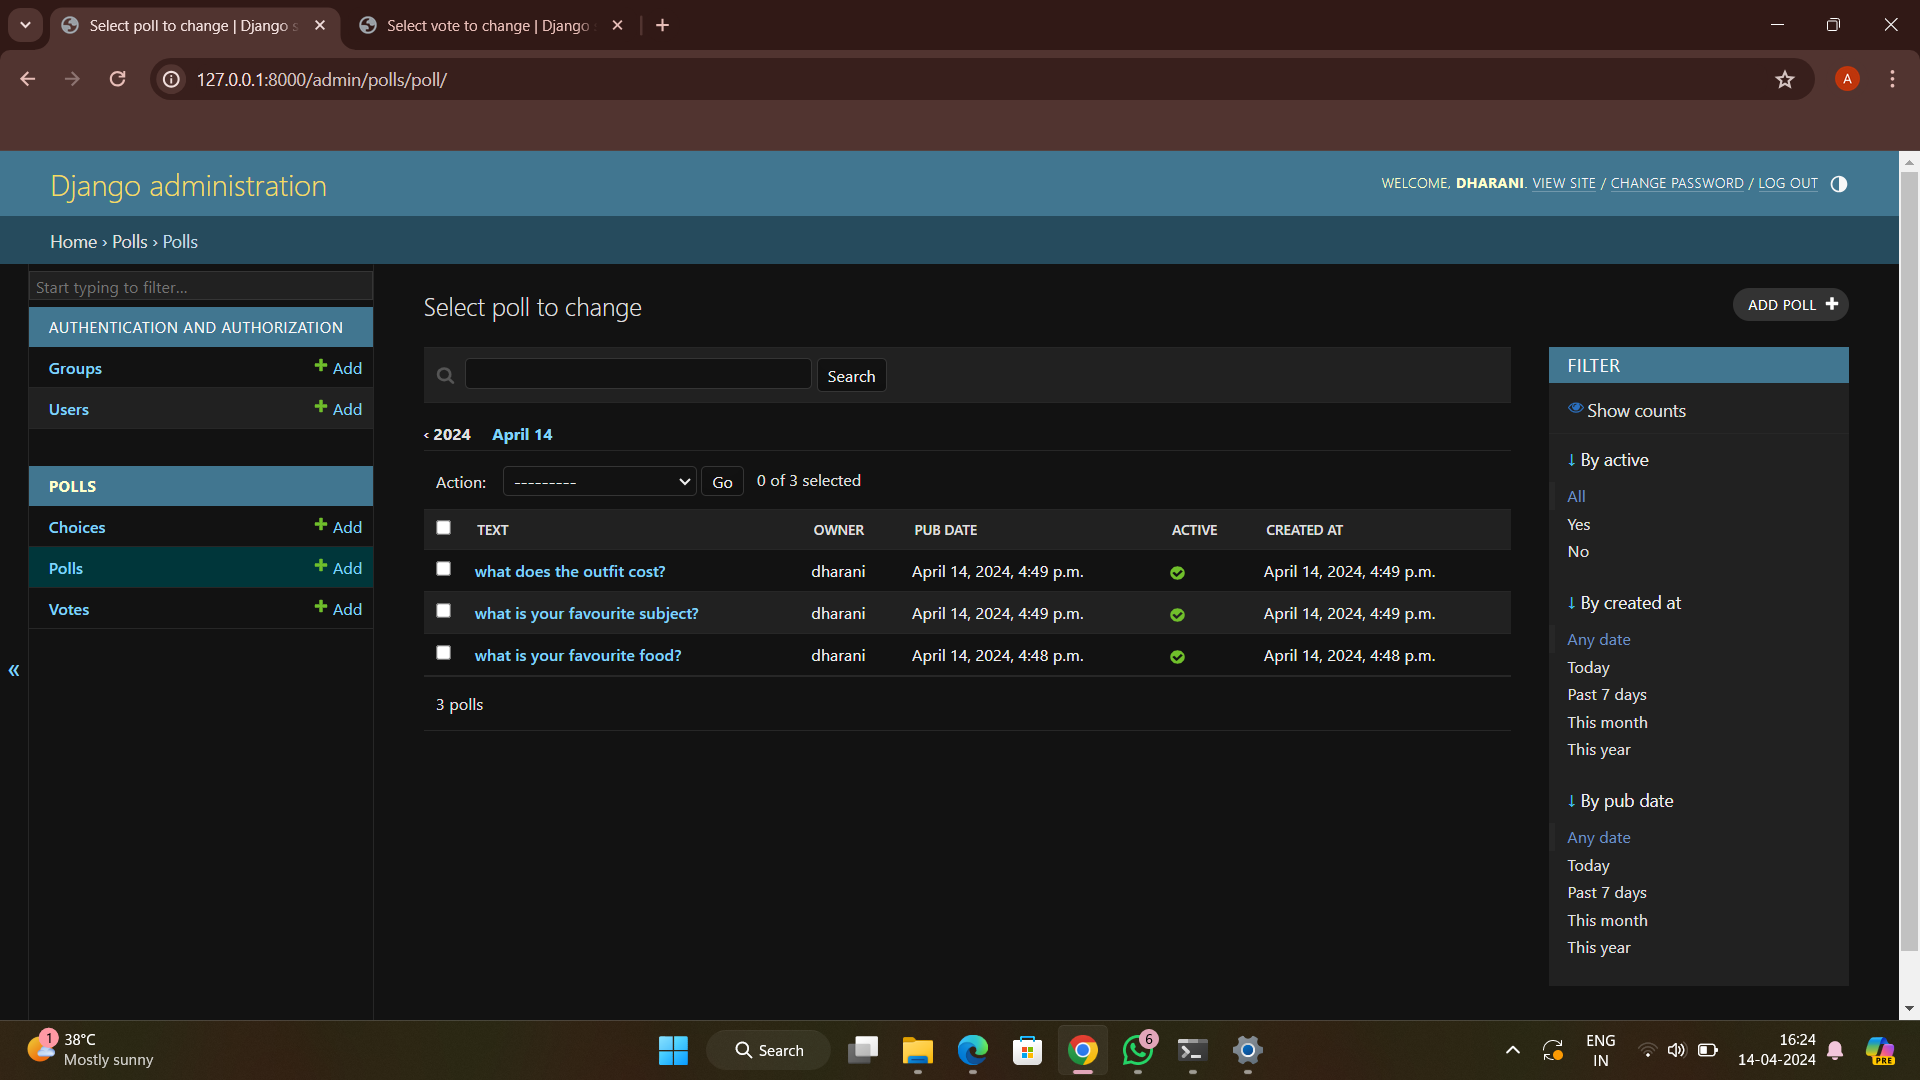 Select poll to change | Django s
Select vote to change | Django
127.0.0.1:8000/admin/polls/poll/
A
Django administration
WELCOME, DHARANI. VIEW SITE / CHANGE PASSWORD / LOG OUT
Home › Polls › Polls
Start typing to filter...
AUTHENTICATION AND AUTHORIZATION
Groups + Add
Users + Add
POLLS
Choices + Add
Polls + Add
Votes + Add
«
Select poll to change
ADD POLL +
Search
‹ 2024 April 14
Action: --------- Go 0 of 3 selected
TEXT OWNER PUB DATE ACTIVE CREATED AT
what does the outfit cost? dharani April 14, 2024, 4:49 p.m. April 14, 2024, 4:49 p.m.
what is your favourite subject? dharani April 14, 2024, 4:49 p.m. April 14, 2024, 4:49 p.m.
what is your favourite food? dharani April 14, 2024, 4:48 p.m. April 14, 2024, 4:48 p.m.
3 polls
FILTER
Show counts
↓ By active
All
Yes
No
↓ By created at
Any date
Today
Past 7 days
This month
This year
↓ By pub date
Any date
Today
Past 7 days
This month
This year
1
38°C
Mostly sunny
Search
6
ENG
IN
16:24
14-04-2024
PRE